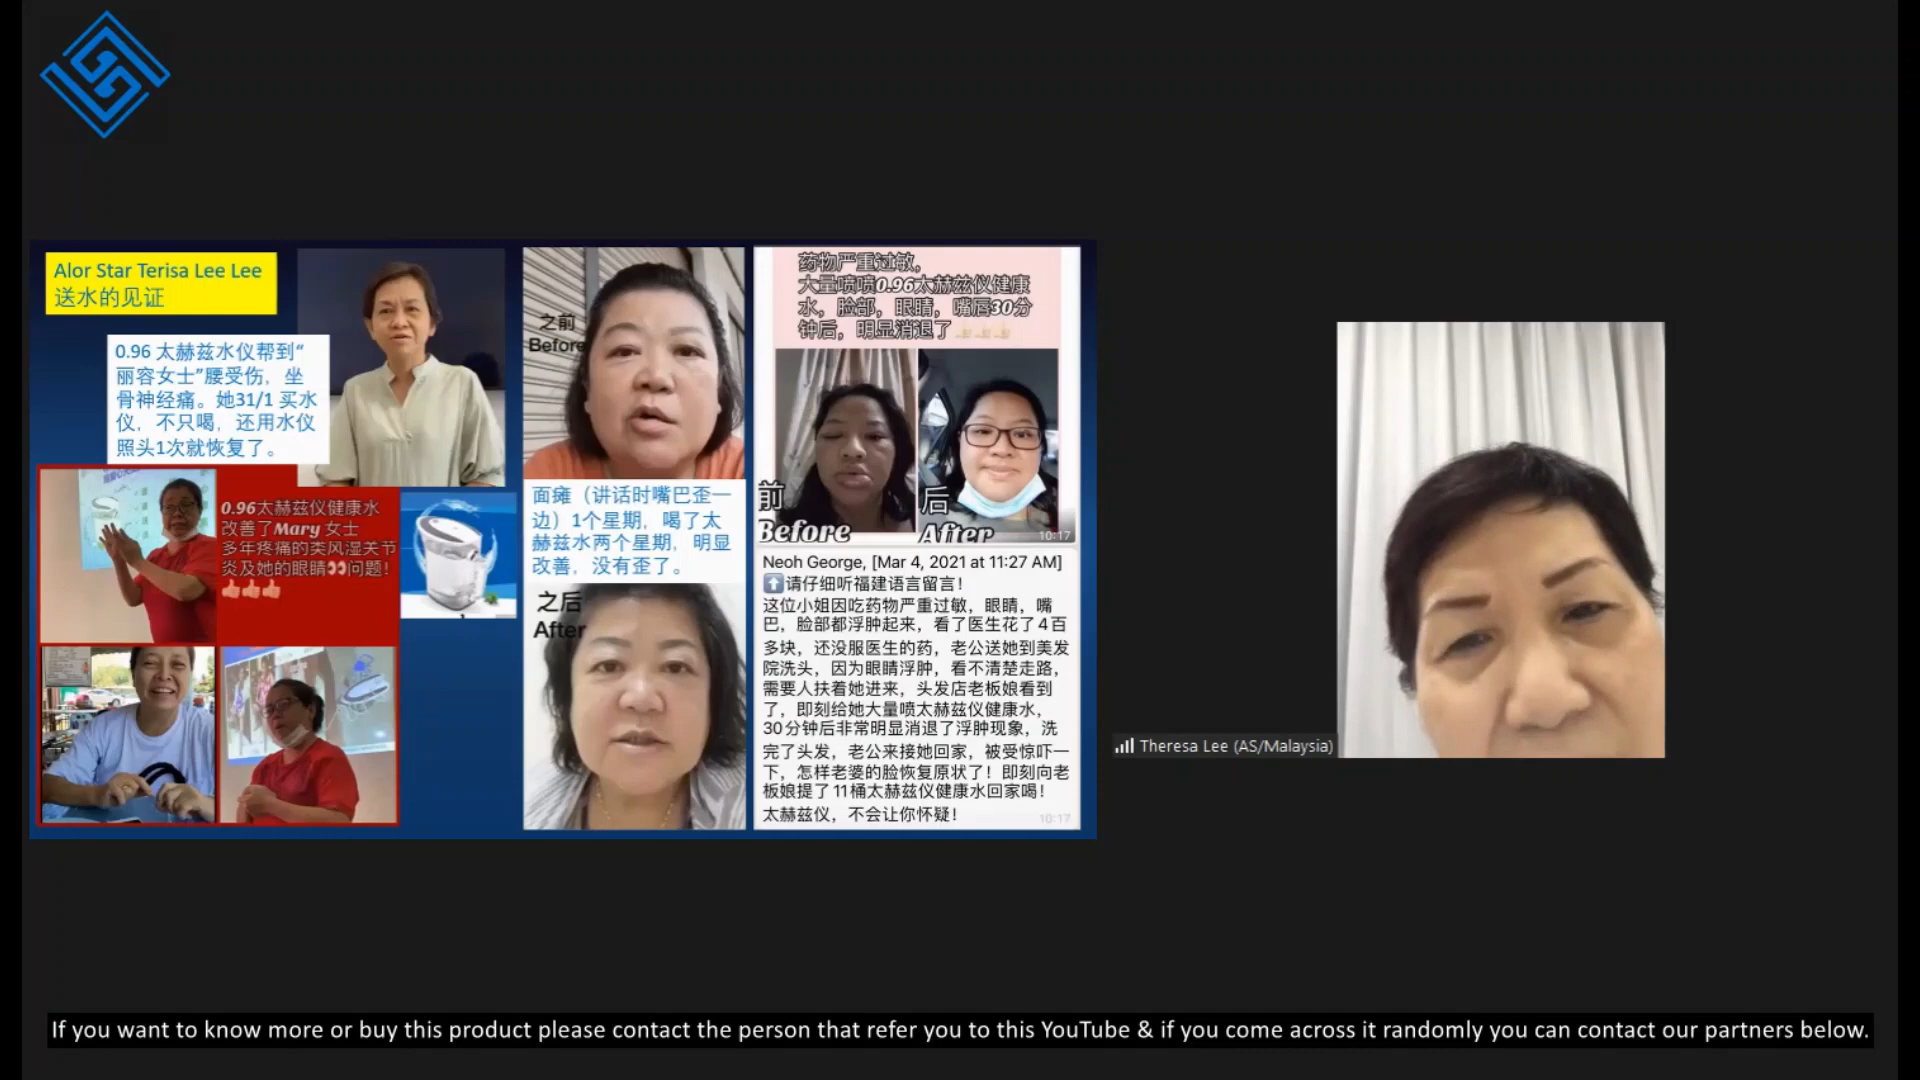 Alor Star Terisa Lee Lee
送水的见证
0.96 太赫兹水仪帮到“
丽容女士”腰受伤，坐
骨神经痛。她31/1 买水
仪，不只喝，还用水仪
照头1次就恢复了。
0.96太赫兹仪健康水
改善了Mary 女士
多年疼痛的类风湿关节
炎及她的眼睛👀问题!
👍👍👍
之前
Before
面瘫（讲话时嘴巴歪一
边）1个星期，喝了太
赫兹水两个星期，明显
改善，没有歪了。
之后
After
药物严重过敏,
大量喷喷0.96太赫兹仪健康
水，脸部，眼睛，嘴唇30分
钟后，明显消退了
前
Before
后
After
10:17
Neoh George, [Mar 4, 2021 at 11:27 AM]
⬆️请仔细听福建语言留言!
这位小姐因吃药物严重过敏，眼睛，嘴
巴，脸部都浮肿起来，看了医生花了4百
多块，还没服医生的药，老公送她到美发
院洗头，因为眼睛浮肿，看不清楚走路，
需要人扶着她进来，头发店老板娘看到
了，即刻给她大量喷太赫兹仪健康水，
30分钟后非常明显消退了浮肿现象，洗
完了头发，老公来接她回家，被受惊吓一
下，怎样老婆的脸恢复原状了！即刻向老
板娘提了11桶太赫兹仪健康水回家喝!
太赫兹仪，不会让你怀疑!
10:17
Theresa Lee (AS/Malaysia)
If you want to know more or buy this product please contact the person that refer you to this YouTube & if you come across it randomly you can contact our partners below.